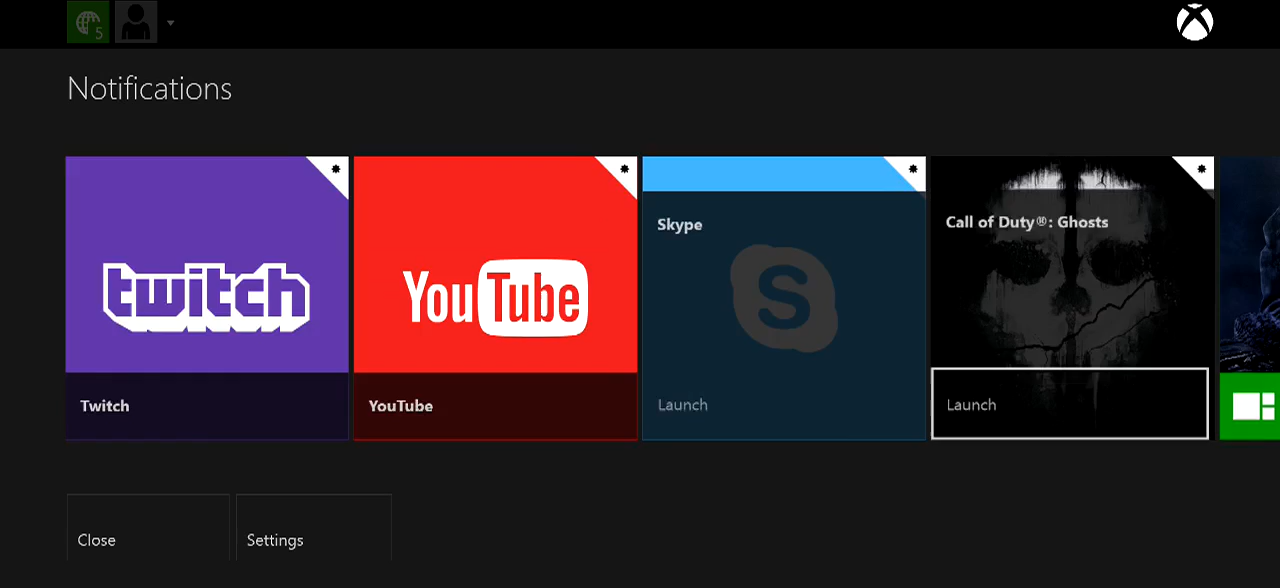 5
Notifications
twitch
YouTube
S
Skype
Call of Duty®: Ghosts
Twitch
YouTube
Launch
Launch
Close
Settings